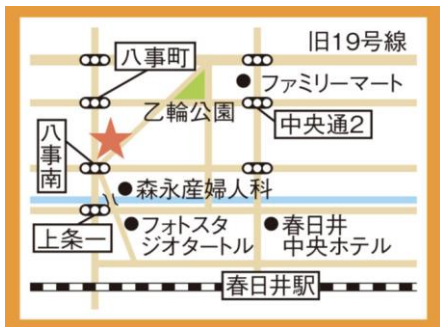 旧19号線
八事町
ファミリーマート
乙輪公園
中央通2
八事南
森永産婦人科
上条一
フォトスタ
ジオタートル
春日井
中央ホテル
春日井駅